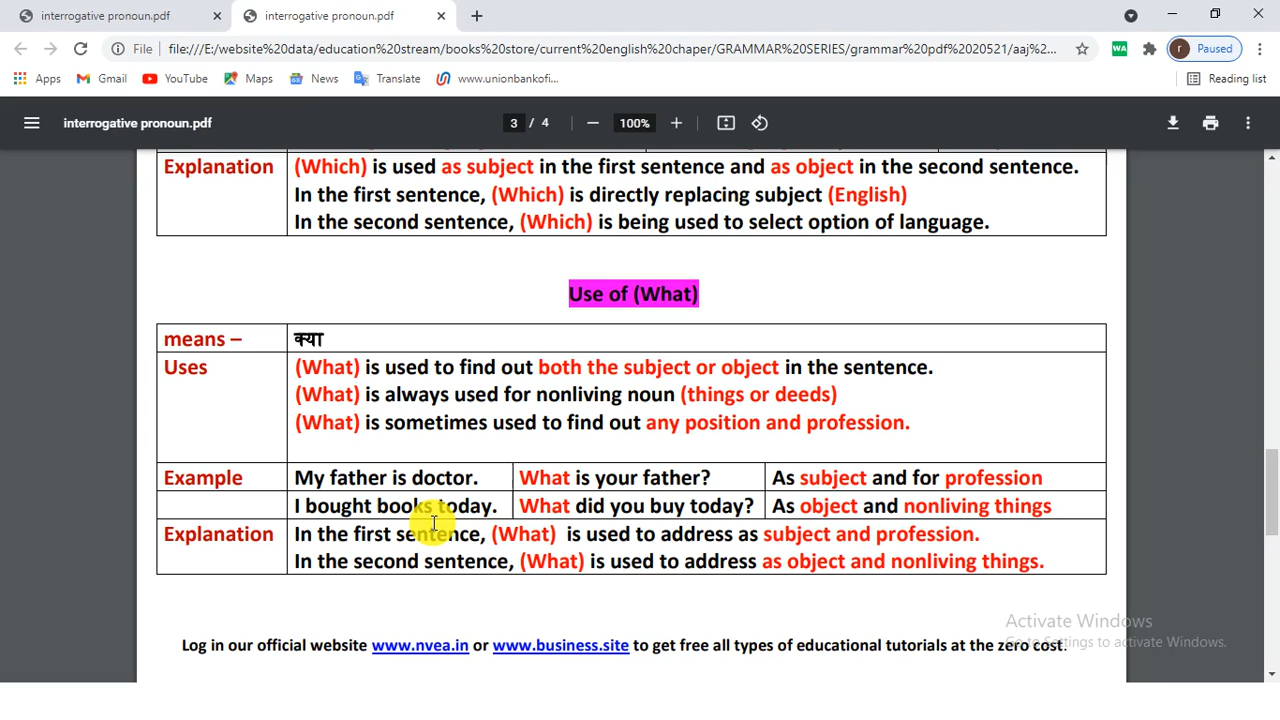 interrogative pronoun.pdf
interrogative pronoun.pdf
Paused
File
file:///E:/website%20data/education%20stream/books%20store/current%20english%20chaper/GRAMMAR%20SERIES/grammar%20pdf%2020521/aaj%2...
Apps Gmail YouTube Maps News Translate www.unionbankofi... Reading list
interrogative pronoun.pdf 3 / 4 100%
Explanation (Which) is used as subject in the first sentence and as object in the second sentence.
In the first sentence, (Which) is directly replacing subject (English)
In the second sentence, (Which) is being used to select option of language.
Use of (What)
means – क्या
Uses (What) is used to find out both the subject or object in the sentence.
(What) is always used for nonliving noun (things or deeds)
(What) is sometimes used to find out any position and profession.
Example My father is doctor. What is your father? As subject and for profession
I bought books today. What did you buy today? As object and nonliving things
Explanation In the first sentence, (What) is used to address as subject and profession.
In the second sentence, (What) is used to address as object and nonliving things.
Activate Windows
Go to Settings to activate Windows.
Log in our official website www.nvea.in or www.business.site to get free all types of educational tutorials at the zero cost.